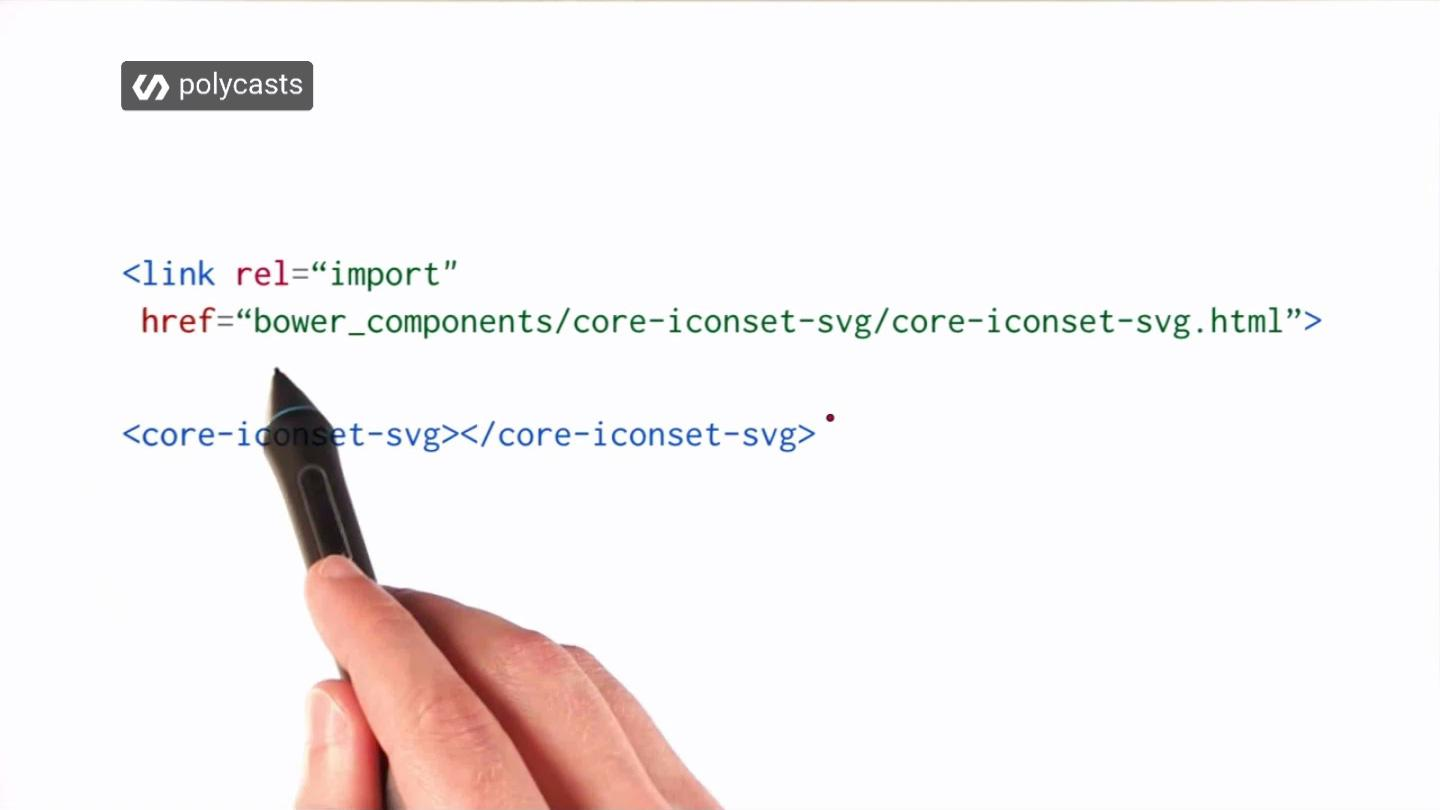 polycasts
<link rel=“import"
href=“bower_components/core-iconset-svg/core-iconset-svg.html”>
<core-iconset-svg></core-iconset-svg>